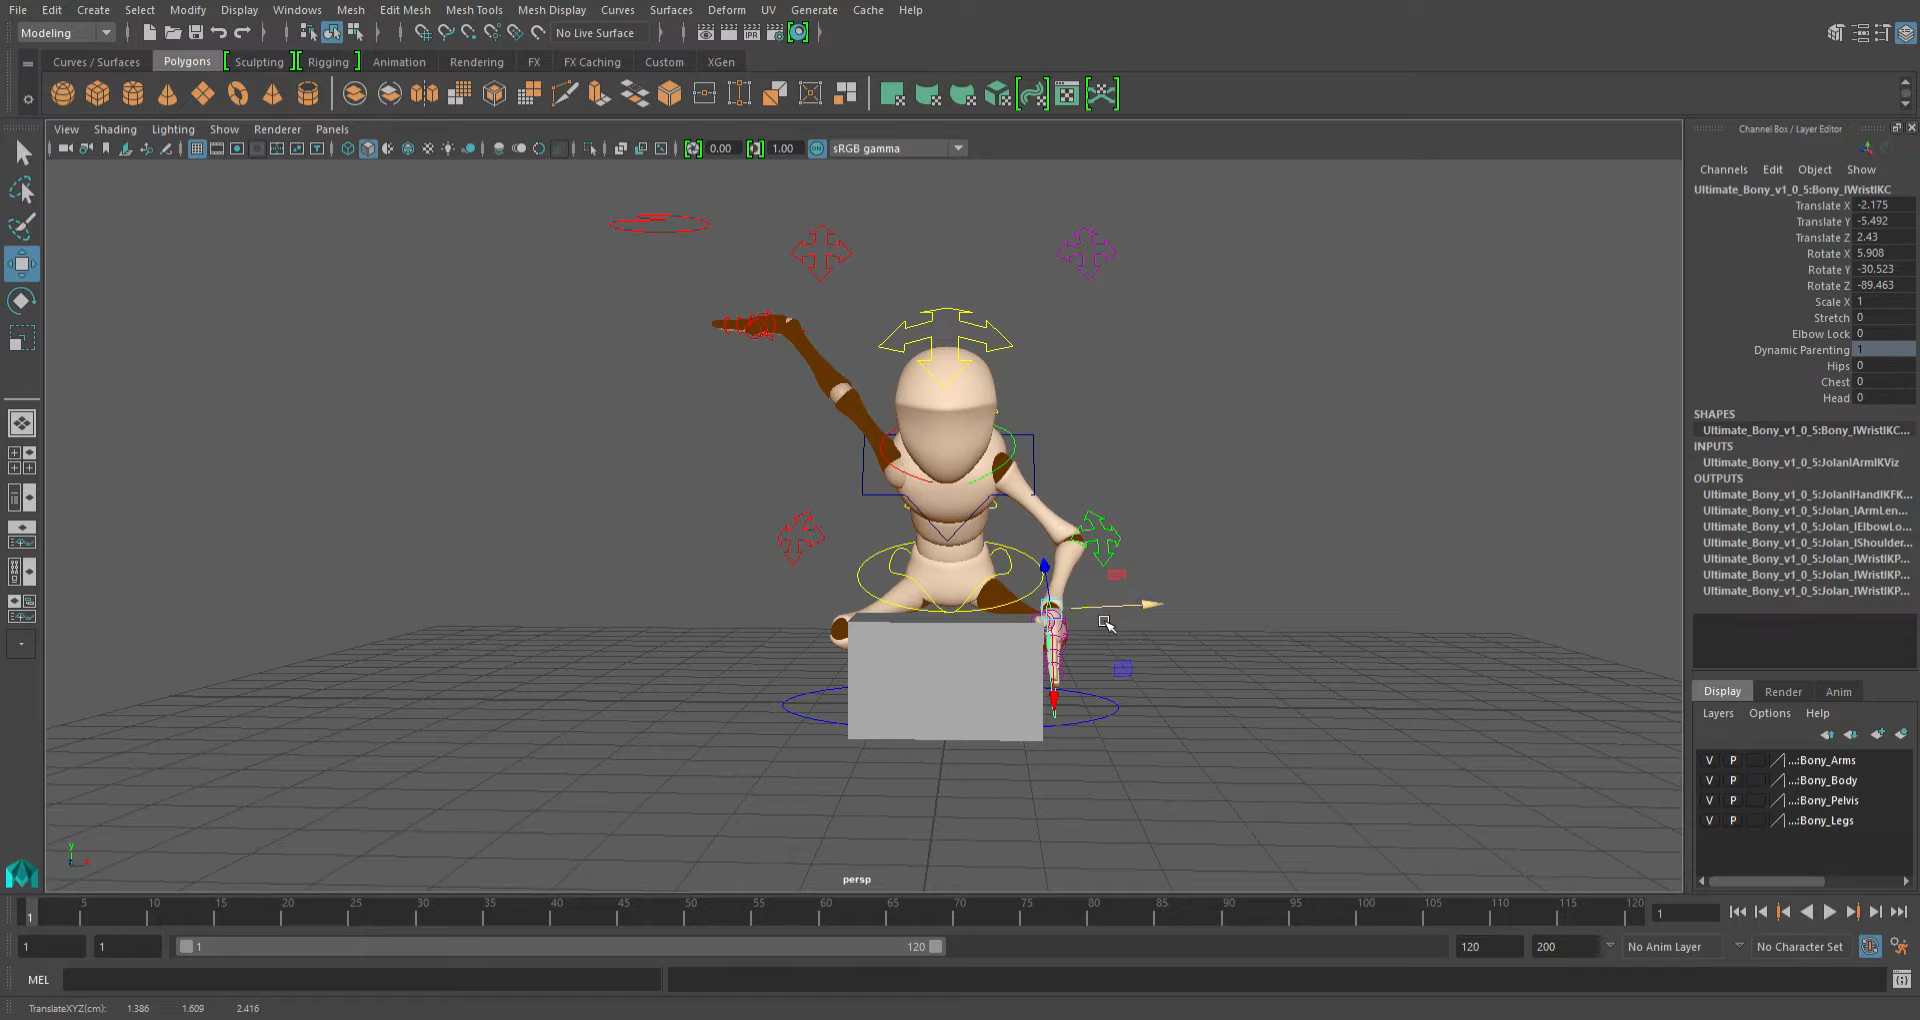 File Edit Create Select Modify Display Windows Mesh Edit Mesh Mesh Tools Mesh Display Curves Surfaces Deform UV Generate Cache Help
Modeling No Live Surface IPR
Curves / Surfaces Polygons Sculpting Rigging Animation Rendering FX FX Caching Custom XGen
View Shading Lighting Show Renderer Panels
0.00 1.00 ON sRGB gamma
Channel Box / Layer Editor
Channels Edit Object Show
Ultimate_Bony_v1_0_5:Bony_lWristIKC
Translate X -2.175
Translate Y -5.492
Translate Z 2.43
Rotate X 5.908
Rotate Y -30.523
Rotate Z -89.463
Scale X 1
Stretch 0
Elbow Lock 0
Dynamic Parenting 1
Hips 0
Chest 0
Head 0
SHAPES
Ultimate_Bony_v1_0_5:Bony_lWristIKC...
INPUTS
Ultimate_Bony_v1_0_5:JolanlArmIKViz
OUTPUTS
Ultimate_Bony_v1_0_5:JolanlHandIKFK...
Ultimate_Bony_v1_0_5:Jolan_lArmLen...
Ultimate_Bony_v1_0_5:Jolan_lElbowLo...
Ultimate_Bony_v1_0_5:Jolan_lShoulder...
Ultimate_Bony_v1_0_5:Jolan_lWristIKP...
Ultimate_Bony_v1_0_5:Jolan_lWristIKP...
Ultimate_Bony_v1_0_5:Jolan_lWristIKP...
Display Render Anim
Layers Options Help
V P ...:Bony_Arms
V P ...:Bony_Body
V P ...:Bony_Pelvis
V P ...:Bony_Legs
y
x
persp
1 5 10 15 20 25 30 35 40 45 50 55 60 65 70 75 80 85 90 95 100 105 110 115 120 1
1 1 1 120 120 200 No Anim Layer No Character Set
MEL
TranslateXYZ(cm): 1.386 1.609 2.416